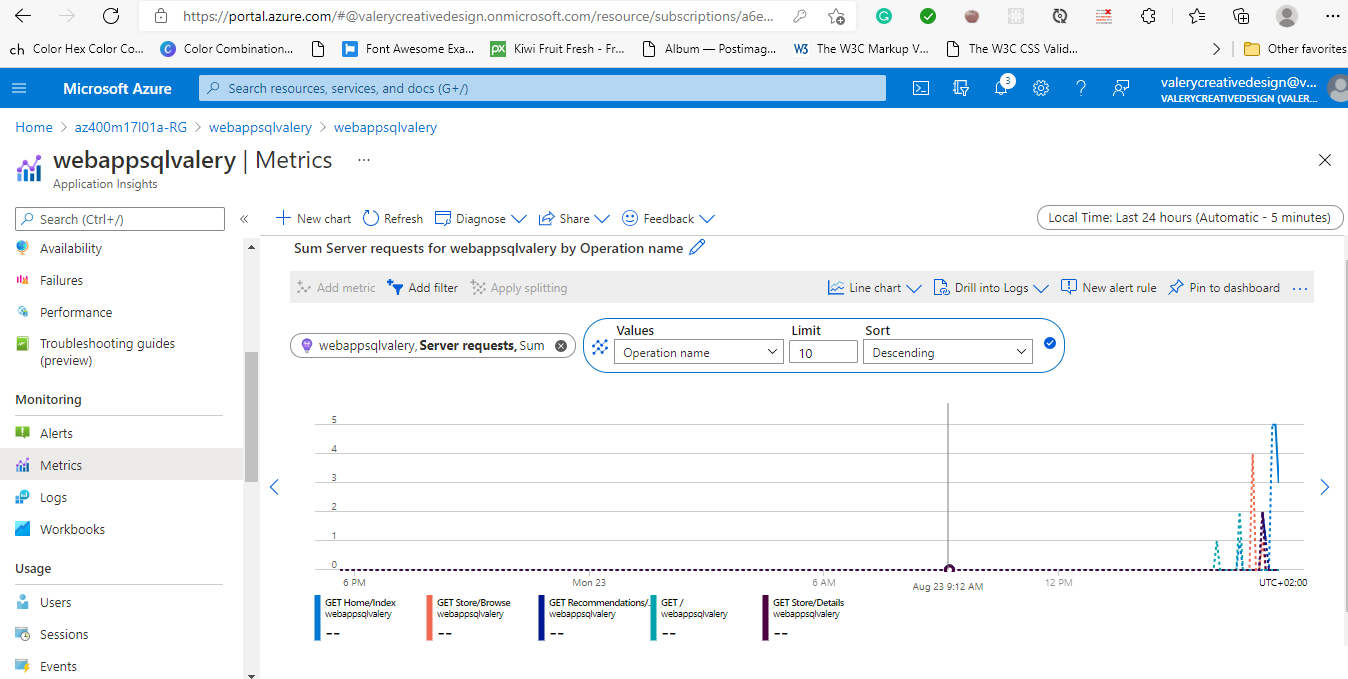 https://portal.azure.com/#@valerycreativedesign.onmicrosoft.com/resource/subscriptions/a6e...
ch Color Hex Color Co... Color Combination... Font Awesome Exa... px Kiwi Fruit Fresh - Fr... Album — Postimag... W3 The W3C Markup V... The W3C CSS Valid... Other favorites
Microsoft Azure
Search resources, services, and docs (G+/)
3
valerycreativedesign@v...
VALERYCREATIVEDESIGN (VALER...
Home > az400m17l01a-RG > webappsqlvalery > webappsqlvalery
webappsqlvalery | Metrics ...
Application Insights
Search (Ctrl+/)
«
Availability
Failures
Performance
Troubleshooting guides
(preview)
Monitoring
Alerts
Metrics
Logs
Workbooks
Usage
Users
Sessions
Events
New chart Refresh Diagnose Share Feedback
Local Time: Last 24 hours (Automatic - 5 minutes)
Sum Server requests for webappsqlvalery by Operation name
Add metric Add filter Apply splitting Line chart Drill into Logs New alert rule Pin to dashboard ...
webappsqlvalery, Server requests, Sum
Values Limit Sort
Operation name 10 Descending
5
4
3
2
1
0
6 PM Mon 23 6 AM Aug 23 9:12 AM 12 PM UTC+02:00
GET Home/Index
webappsqlvalery
--
GET Store/Browse
webappsqlvalery
--
GET Recommendations/...
webappsqlvalery
--
GET /
webappsqlvalery
--
GET Store/Details
webappsqlvalery
--